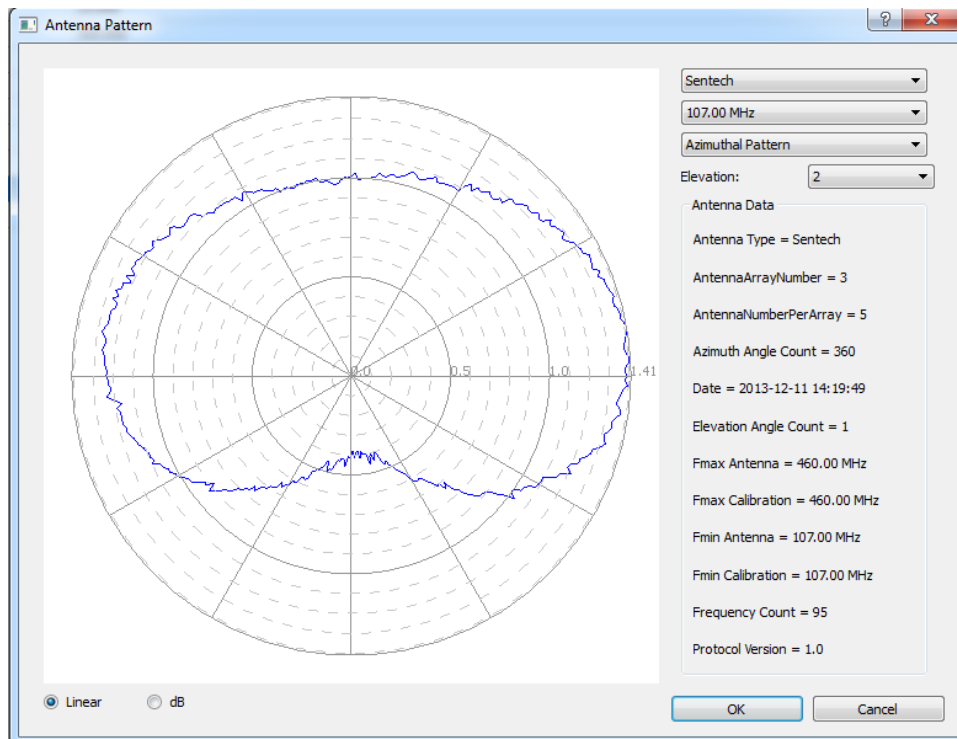 Antenna Pattern
Sentech
107.00 MHz
Azimuthal Pattern
Elevation: 2
Antenna Data
Antenna Type = Sentech
AntennaArrayNumber = 3
AntennaNumberPerArray = 5
Azimuth Angle Count = 360
Date = 2013-12-11 14:19:49
Elevation Angle Count = 1
Fmax Antenna = 460.00 MHz
Fmax Calibration = 460.00 MHz
Fmin Antenna = 107.00 MHz
Fmin Calibration = 107.00 MHz
Frequency Count = 95
Protocol Version = 1.0
0.0 0.5 1.0 1.41
Linear dB
OK Cancel